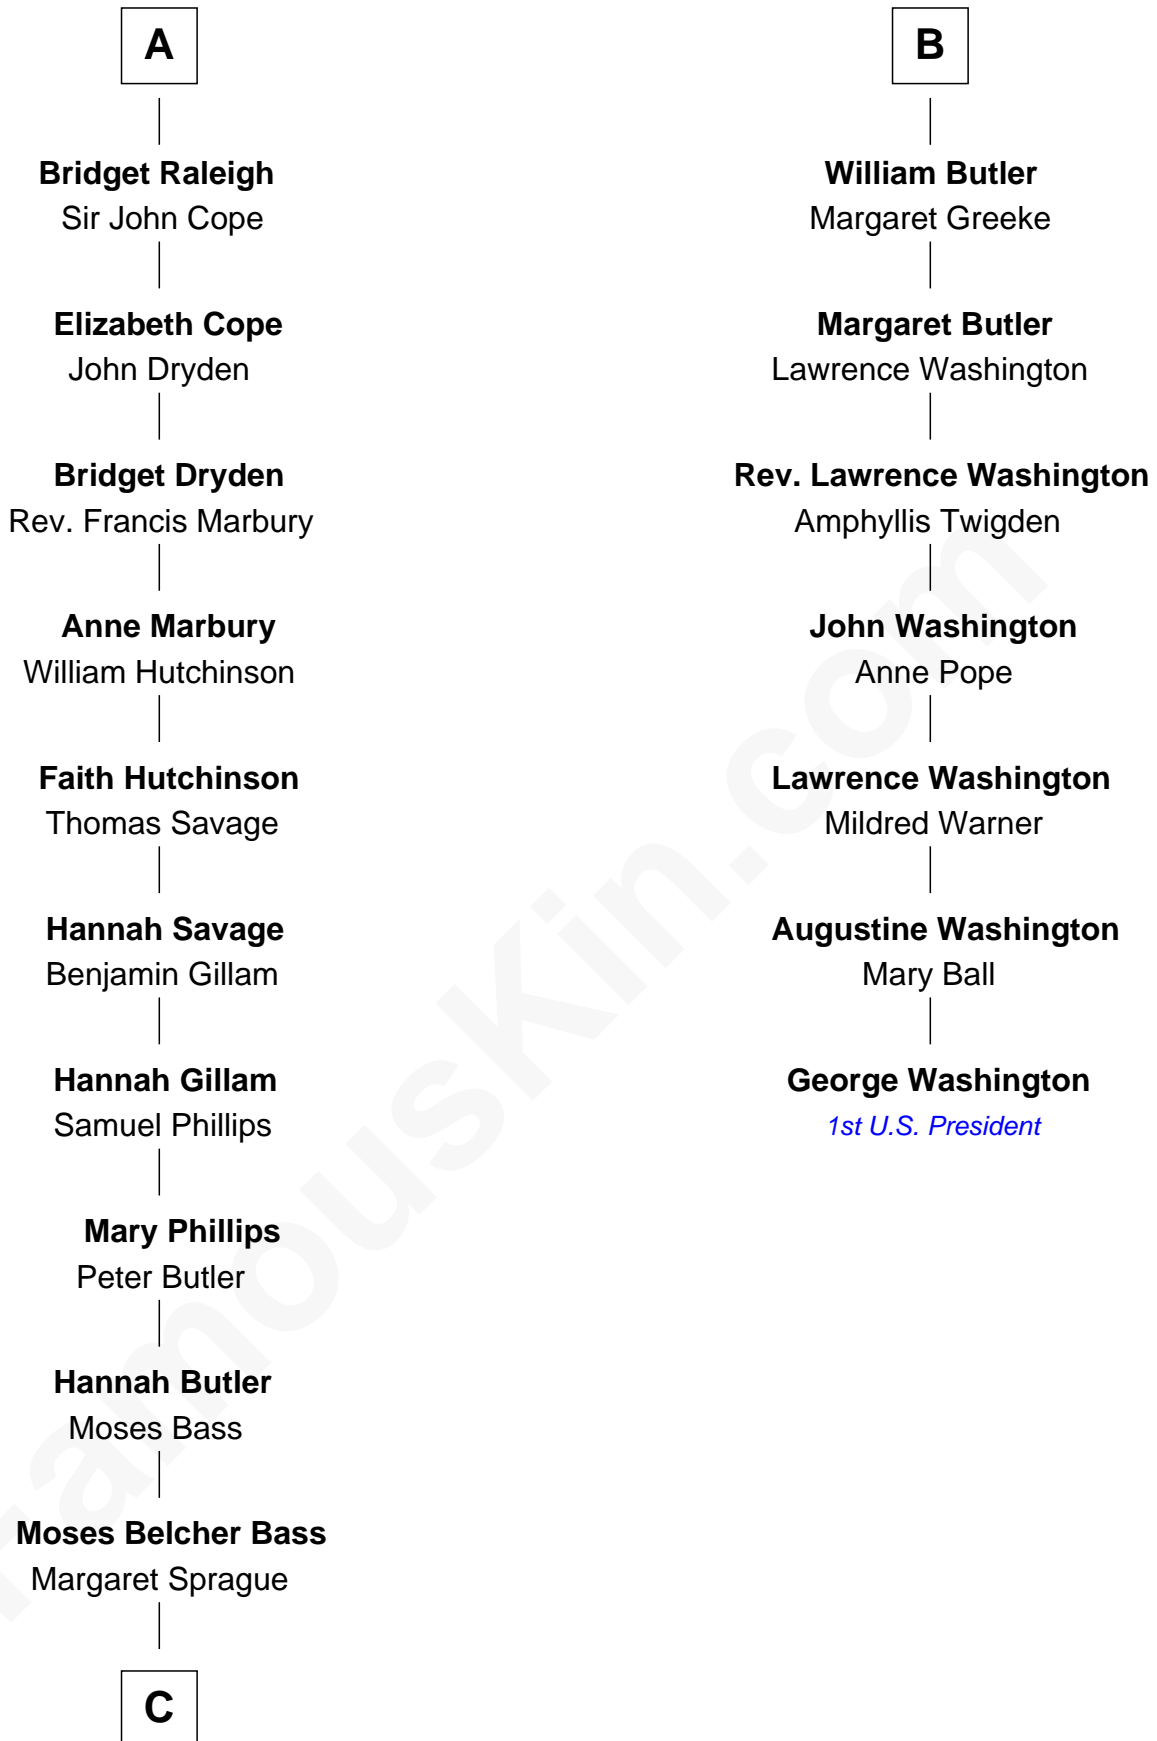 A
Bridget Raleigh
Sir John Cope
Elizabeth Cope
John Dryden
Bridget Dryden
Rev. Francis Marbury
Anne Marbury
William Hutchinson
Faith Hutchinson
Thomas Savage
Hannah Savage
Benjamin Gillam
Hannah Gillam
Samuel Phillips
Mary Phillips
Peter Butler
Hannah Butler
Moses Bass
Moses Belcher Bass
Margaret Sprague
C
B
William Butler
Margaret Greeke
Margaret Butler
Lawrence Washington
Rev. Lawrence Washington
Amphyllis Twigden
John Washington
Anne Pope
Lawrence Washington
Mildred Warner
Augustine Washington
Mary Ball
George Washington
1st U.S. President
FamousKin.com